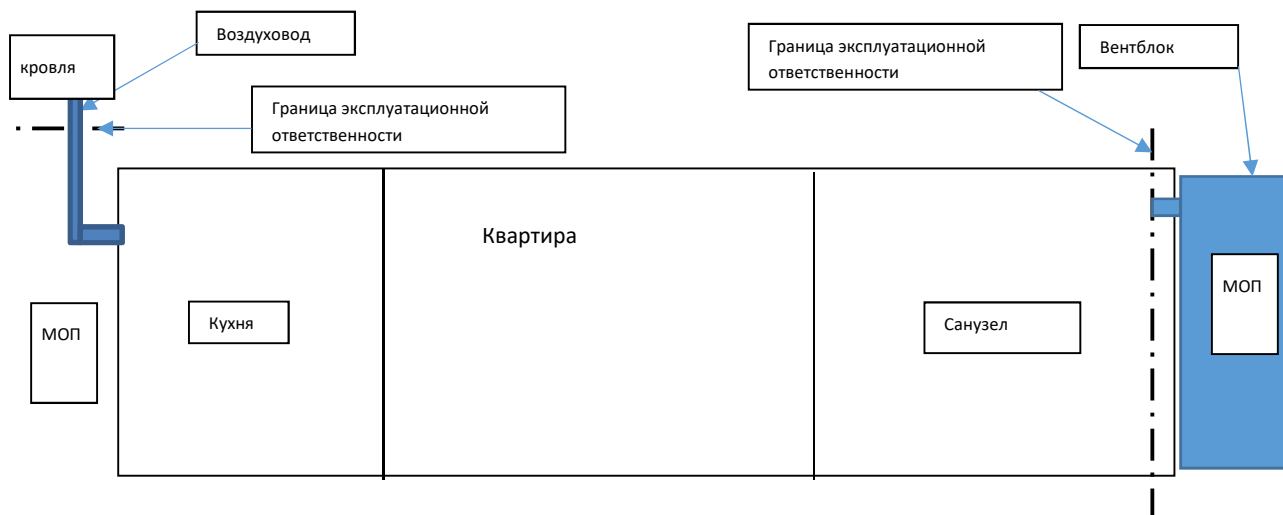 Воздуховод
кровля
Граница эксплуатационной
ответственности
Граница эксплуатационной
ответственности
Вентблок
Квартира
МОП
Кухня
Санузел
МОП